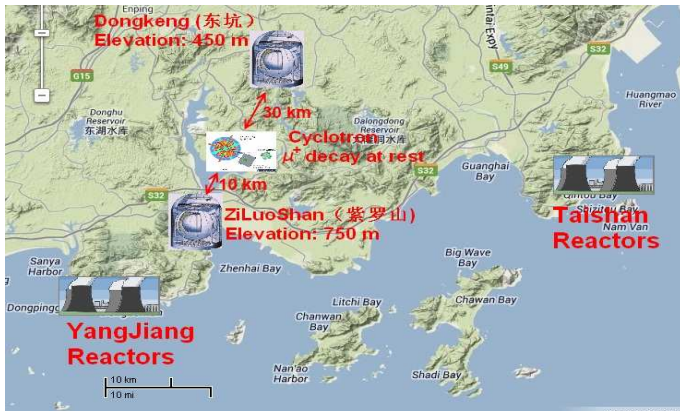 Enping
Dongkeng (东坑)
Elevation: 450 m
G15
S32
S49
Huangmao
River
30 km
Donghu
Reservoir
东湖水库
Dalongdong
Reservoir
Cyclotron
μ+ decay at rest
10 km
S32
S32
Guanghai
Bay
ZiLuoShan (紫罗山)
Elevation: 750 m
Taishan
Reactors
Nam Van
Sanya
Harbor
Zhenhai Bay
Big Wave
Bay
Dongping
Litchi Bay
Chawan Bay
Chanwan
Bay
YangJiang
Reactors
Nan'ao
Harbor
Shadi Bay
10 km
10 mi